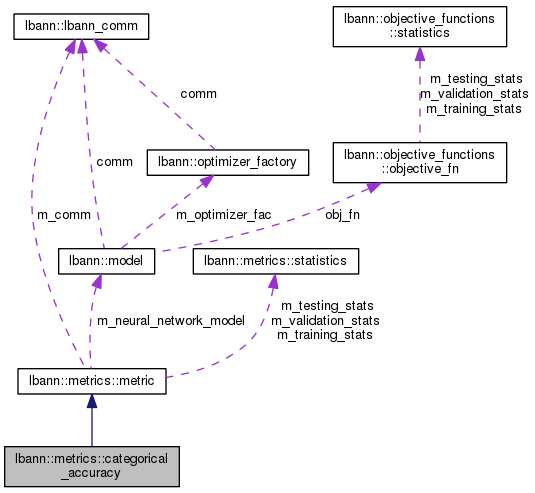 lbann::lbann_comm
lbann::objective_functions
::statistics
m_testing_stats
m_validation_stats
m_training_stats
comm
lbann::optimizer_factory
lbann::objective_functions
::objective_fn
comm
m_comm
m_optimizer_fac
obj_fn
lbann::model
lbann::metrics::statistics
m_neural_network_model
m_testing_stats
m_validation_stats
m_training_stats
lbann::metrics::metric
lbann::metrics::categorical
_accuracy